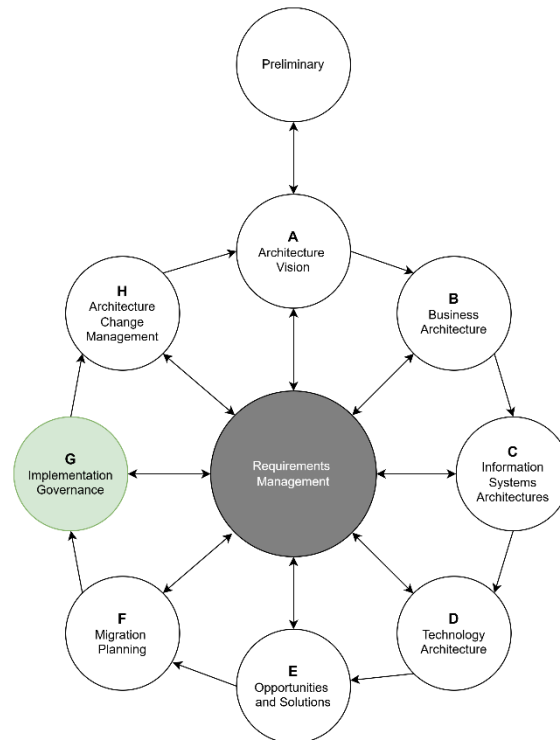 Preliminary
A
Architecture
Vision
B
Business
Architecture
C
Information
Systems
Architectures
D
Technology
Architecture
E
Opportunities
and Solutions
F
Migration
Planning
G
Implementation
Governance
H
Architecture
Change
Management
Requirements
Management